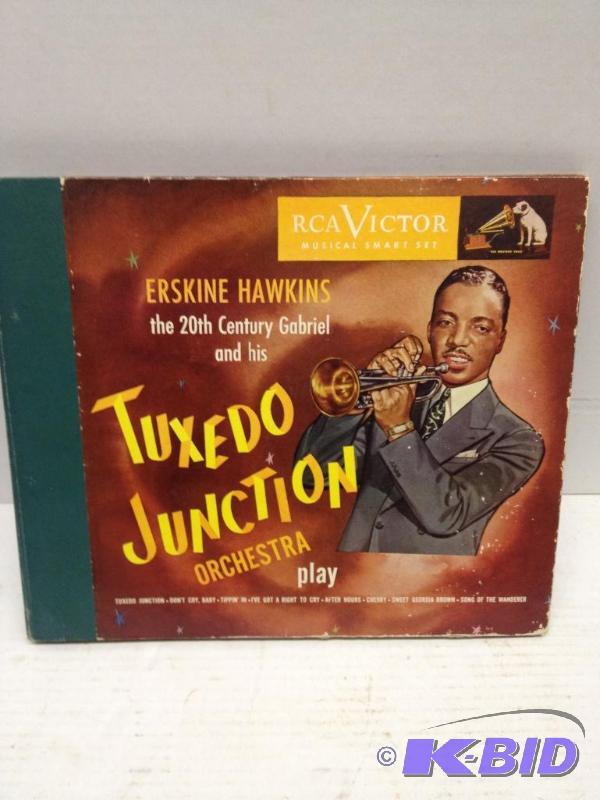 RCA VICTOR
MUSICAL SMART SET
"HIS MASTER'S VOICE"
ERSKINE HAWKINS
the 20th Century Gabriel
and his
TUXEDO
JUNCTION
ORCHESTRA
play
TUXEDO JUNCTION • DON'T CRY, BABY • TIPPIN' IN • I'VE GOT A RIGHT TO CRY • AFTER HOURS • CHERRY • SWEET GEORGIA BROWN • SONG OF THE WANDERER
© K-BID